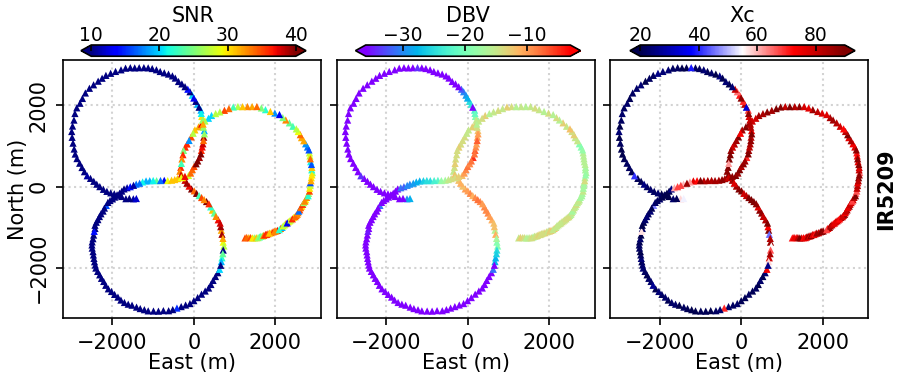 SNR DBV Xc
10 20 30 40 −30 −20 −10 20 40 60 80
2000
0
−2000
North (m)
IR5209
−2000 0 2000 −2000 0 2000 −2000 0 2000
East (m) East (m) East (m)